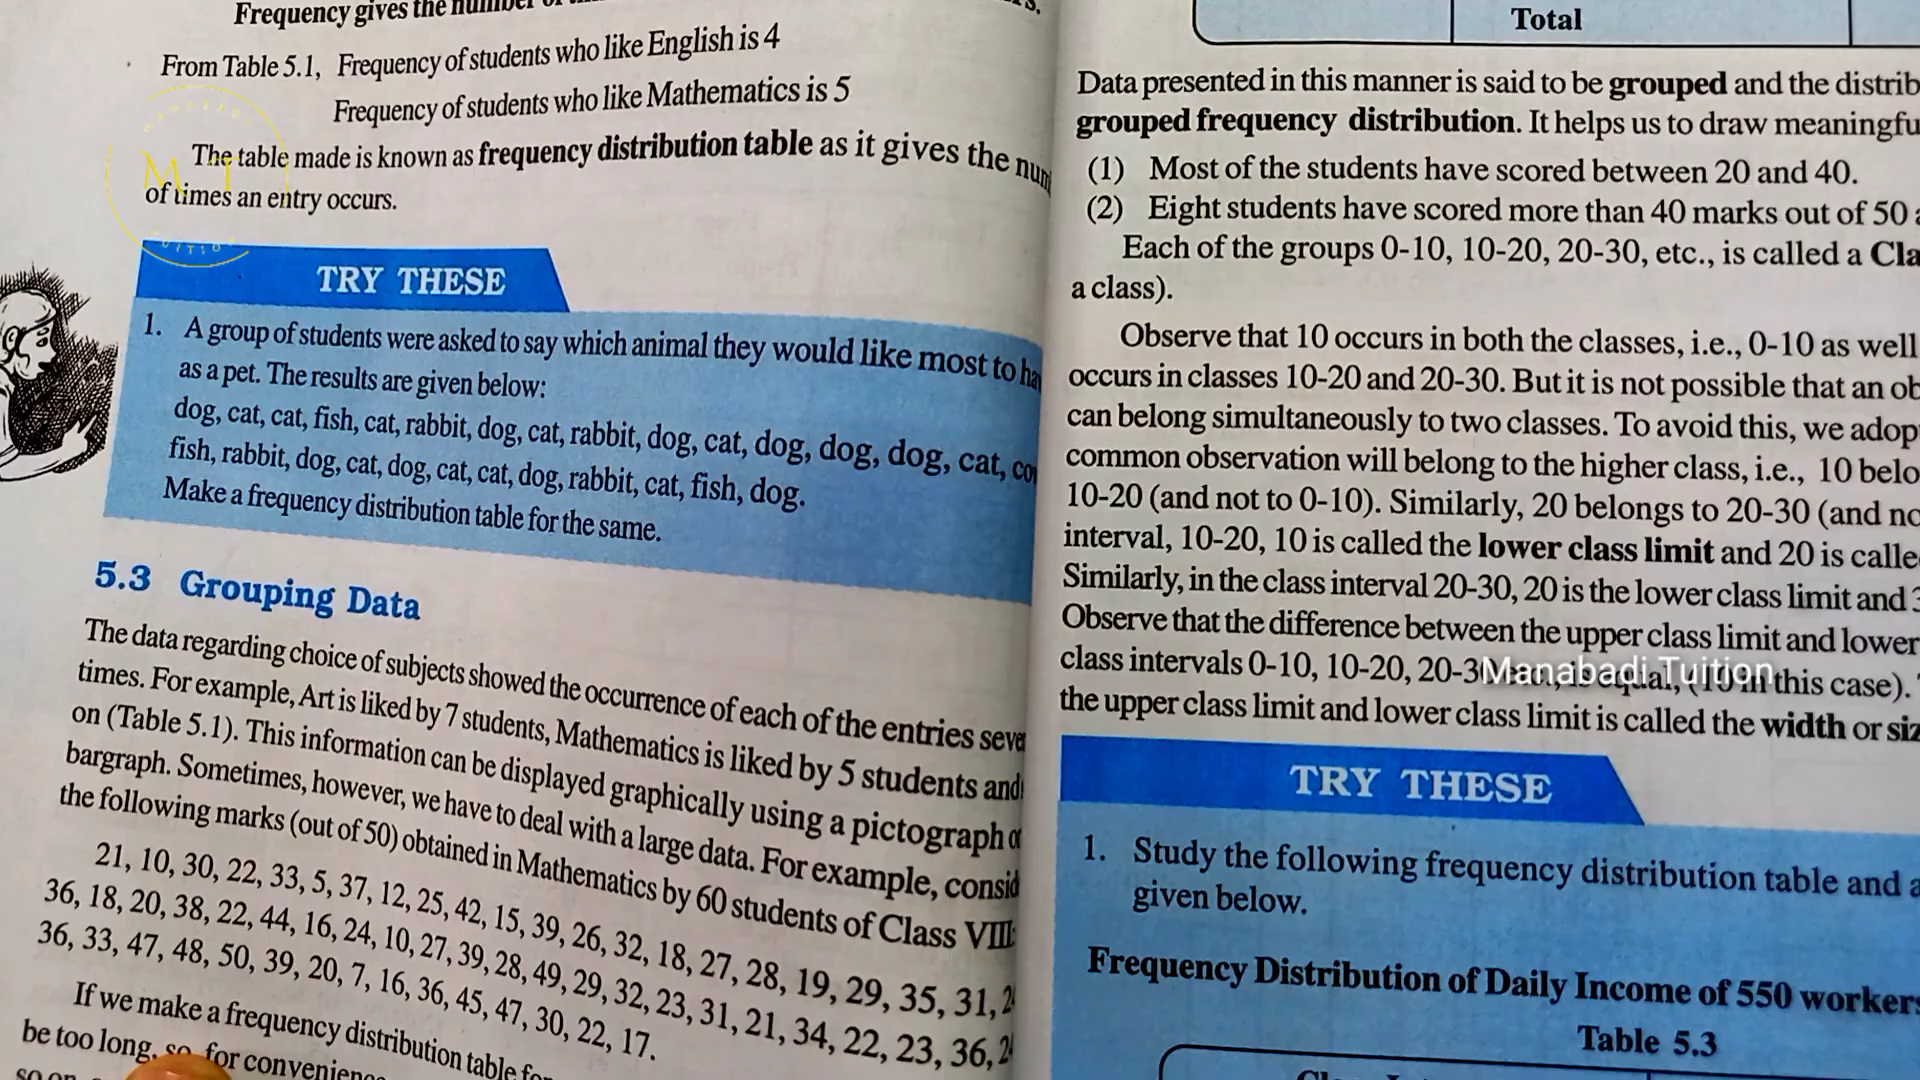 Frequency gives the number
From Table 5.1, Frequency of students who like English is 4
Frequency of students who like Mathematics is 5
The table made is known as frequency distribution table as it gives the
of times an entry occurs.
TRY THESE
1. A group of students were asked to say which animal they would like most to
as a pet. The results are given below:
dog, cat, cat, fish, cat, rabbit, dog, cat, rabbit, dog, cat, dog, dog, dog, cat,
fish, rabbit, dog, cat, dog, cat, cat, dog, rabbit, cat, fish, dog.
Make a frequency distribution table for the same.
5.3 Grouping Data
The data regarding choice of subjects showed the occurrence of each of the entries
times. For example, Art is liked by 7 students, Mathematics is liked by 5 students and
on (Table 5.1). This information can be displayed graphically using a pictograph
bargraph. Sometimes, however, we have to deal with a large data. For example,
the following marks (out of 50) obtained in Mathematics by 60 students of Class VIII:
21, 10, 30, 22, 33, 5, 37, 12, 25, 42, 15, 39, 26, 32, 18, 27, 28, 19, 29, 35, 31,
36, 18, 20, 38, 22, 44, 16, 24, 10, 27, 39, 28, 49, 29, 32, 23, 31, 21, 34, 22, 23, 36,
36, 33, 47, 48, 50, 39, 20, 7, 16, 36, 45, 47, 30, 22, 17.
If we make a frequency distribution table
be too long, so, for
Total
Data presented in this manner is said to be grouped and the
grouped frequency distribution. It helps us to draw
(1) Most of the students have scored between 20 and 40.
(2) Eight students have scored more than 40 marks out of 50
Each of the groups 0-10, 10-20, 20-30, etc., is called a
a class).
Observe that 10 occurs in both the classes, i.e., 0-10 as well
occurs in classes 10-20 and 20-30. But it is not possible that an
can belong simultaneously to two classes. To avoid this, we
common observation will belong to the higher class, i.e., 10
10-20 (and not to 0-10). Similarly, 20 belongs to 20-30 (and
interval, 10-20, 10 is called the lower class limit and 20 is
Similarly, in the class interval 20-30, 20 is the lower class limit and
Observe that the difference between the upper class limit and lower
class intervals 0-10, 10-20, equal, (10 in this case).
Manabadi Tuition
the upper class limit and lower class limit is called the width or
TRY THESE
1. Study the following frequency distribution table and
given below.
Frequency Distribution of Daily Income of 550 workers
Table 5.3